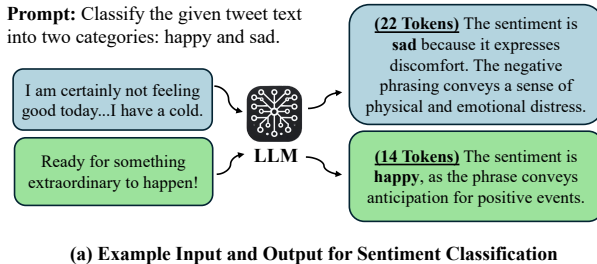 Prompt: Classify the given tweet text
into two categories: happy and sad.
I am certainly not feeling
good today...I have a cold.
Ready for something
extraordinary to happen!
LLM
(22 Tokens) The sentiment is
sad because it expresses
discomfort. The negative
phrasing conveys a sense of
physical and emotional distress.
(14 Tokens) The sentiment is
happy, as the phrase conveys
anticipation for positive events.
(a) Example Input and Output for Sentiment Classification